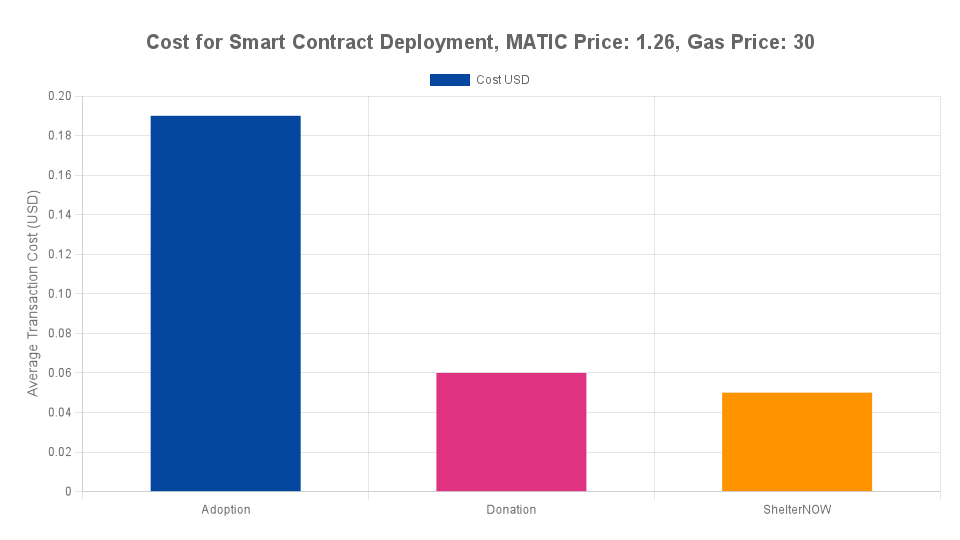 Cost for Smart Contract Deployment, MATIC Price: 1.26, Gas Price: 30
Cost USD
Average Transaction Cost (USD)
0.20
0.18
0.16
0.14
0.12
0.10
0.08
0.06
0.04
0.02
0
Adoption
Donation
ShelterNOW